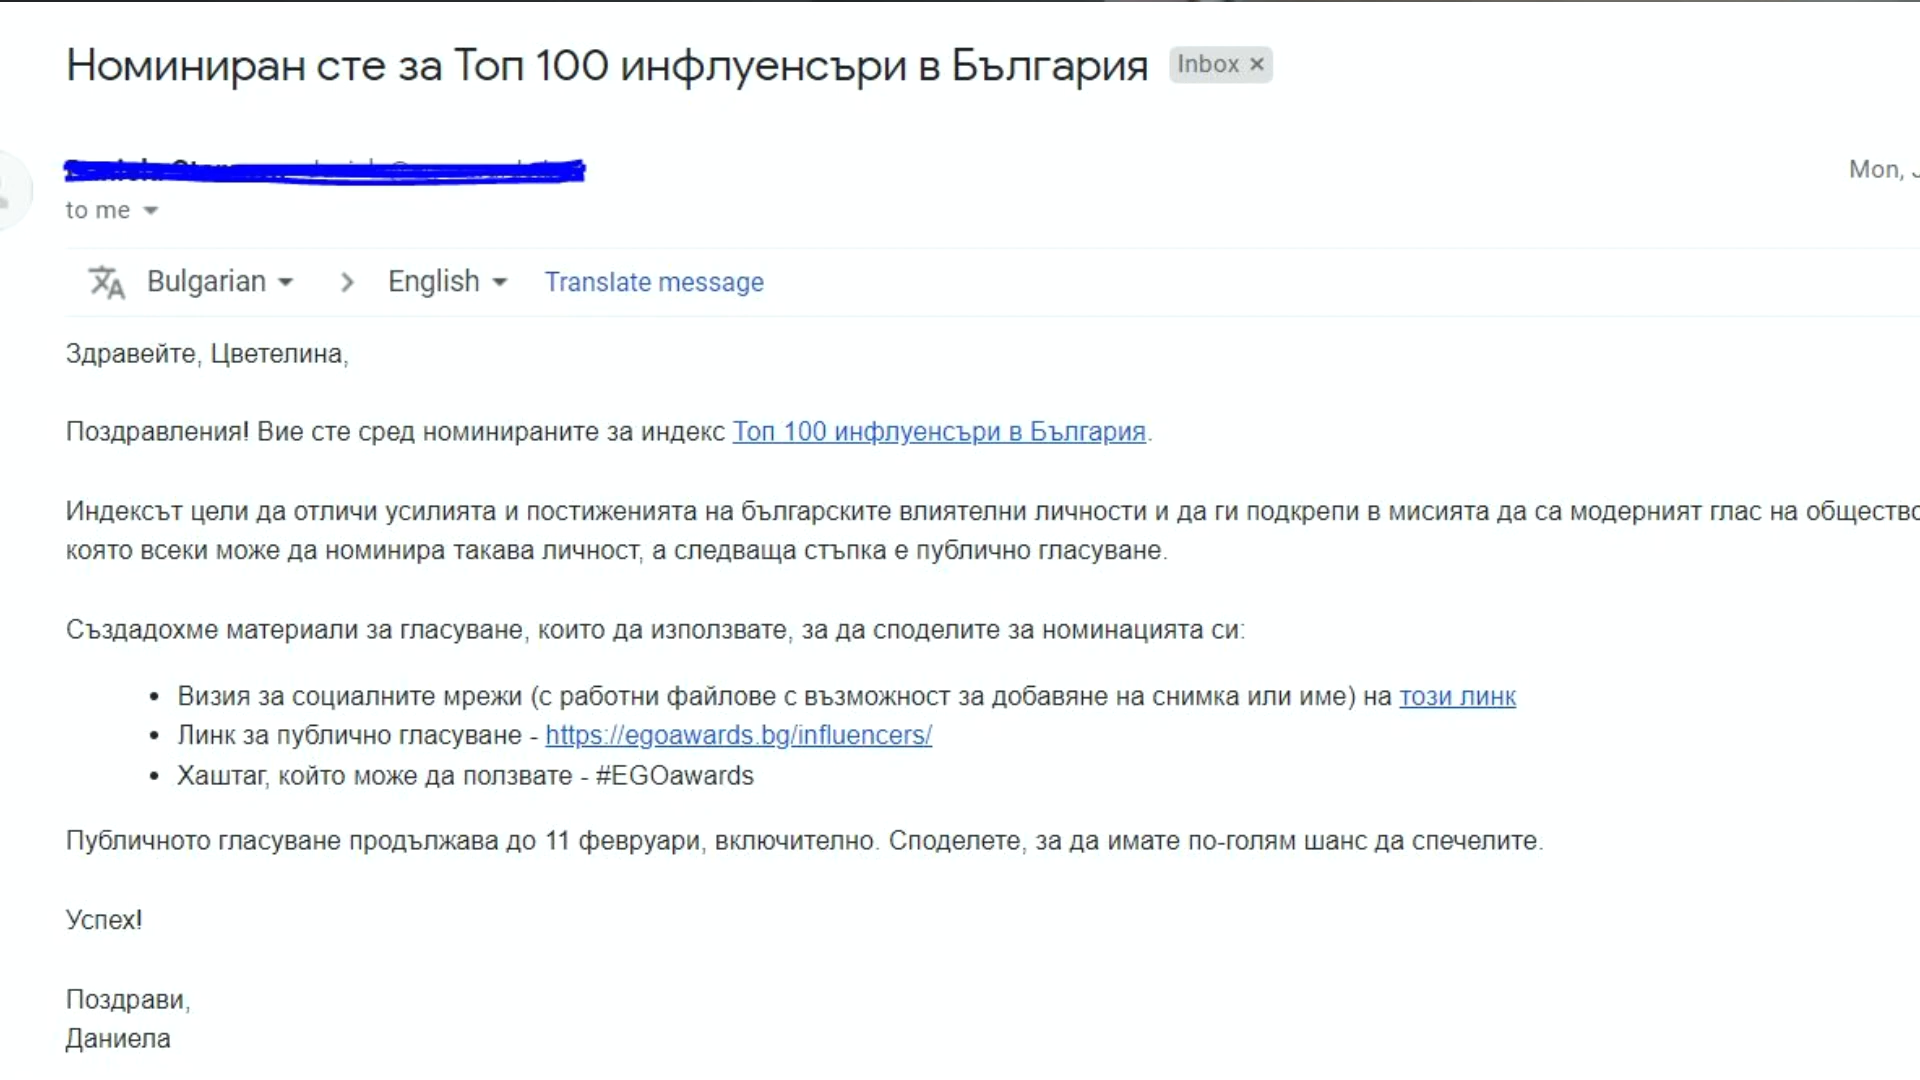 Номиниран сте за Топ 100 инфлуенсъри в България Inbox ×
Mon,
to me
Bulgarian > English Translate message
Здравейте, Цветелина,
Поздравления! Вие сте сред номинираните за индекс Топ 100 инфлуенсъри в България.
Индексът цели да отличи усилията и постиженията на българските влиятелни личности и да ги подкрепи в мисията да са модерният глас на
която всеки може да номинира такава личност, а следваща стъпка е публично гласуване.
Създадохме материали за гласуване, които да използвате, за да споделите за номинацията си:
• Визия за социалните мрежи (с работни файлове с възможност за добавяне на снимка или име) на този линк
• Линк за публично гласуване - https://egoawards.bg/influencers/
• Хаштаг, който може да ползвате - #EGOawards
Публичното гласуване продължава до 11 февруари, включително. Споделете, за да имате по-голям шанс да спечелите.
Успех!
Поздрави,
Даниела